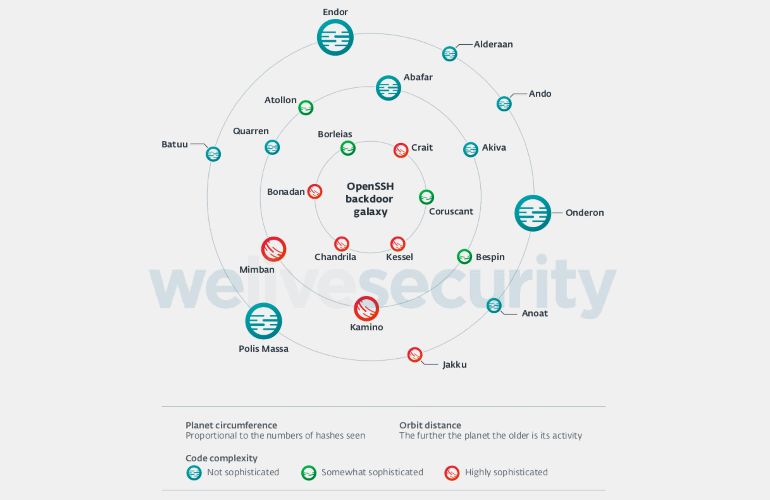 Endor
Alderaan
Abafar
Ando
Atollon
Quarren
Borleias
Batuu
Crait
Akiva
OpenSSH
backdoor
galaxy
Bonadan
Coruscant
Onderon
Chandrila
Kessel
Bespin
Mimban
welivesecurity
Anoat
Kamino
Polis Massa
Jakku
Planet circumference
Proportional to the numbers of hashes seen
Orbit distance
The further the planet the older is its activity
Code complexity
Not sophisticated
Somewhat sophisticated
Highly sophisticated